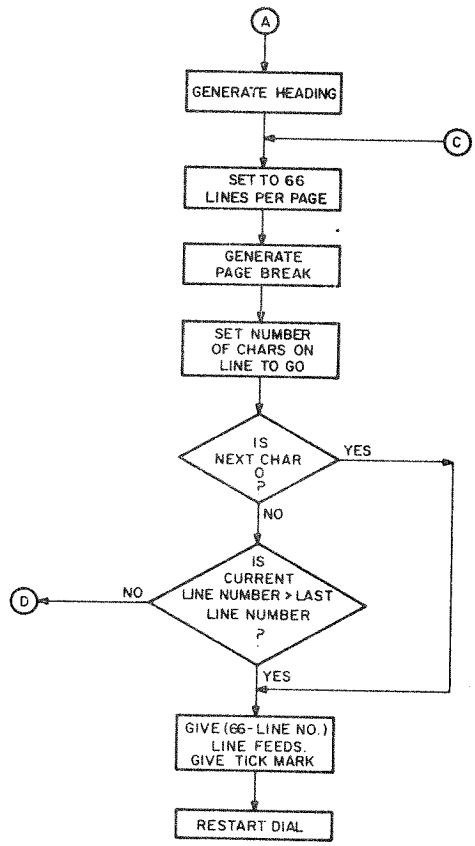 A
GENERATE HEADING
C
SET TO 66
LINES PER PAGE
GENERATE
PAGE BREAK
SET NUMBER
OF CHARS ON
LINE TO GO
IS
NEXT CHAR
0
?
YES
NO
IS
CURRENT
LINE NUMBER > LAST
LINE NUMBER
?
NO
D
YES
GIVE (66-LINE NO.)
LINE FEEDS.
GIVE TICK MARK
RESTART DIAL